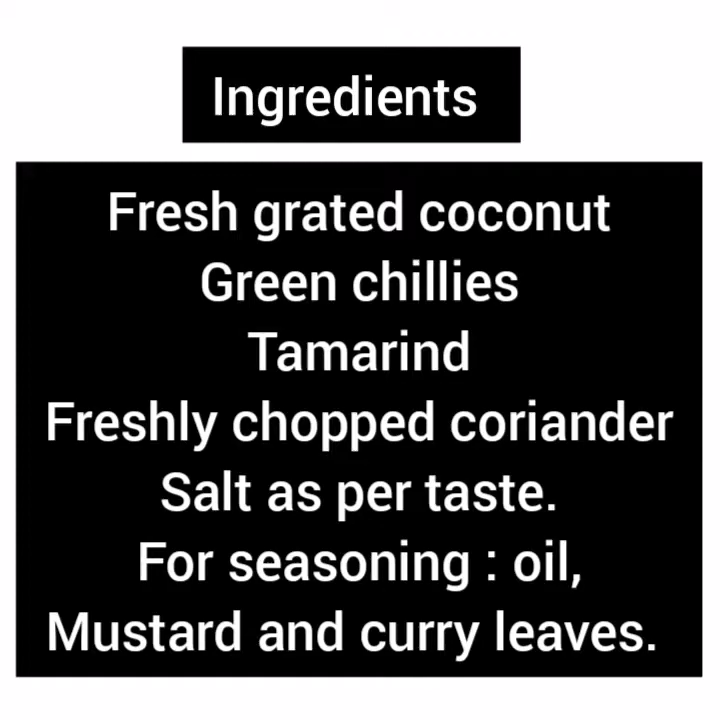 Ingredients
Fresh grated coconut
Green chillies
Tamarind
Freshly chopped coriander
Salt as per taste.
For seasoning : oil,
Mustard and curry leaves.